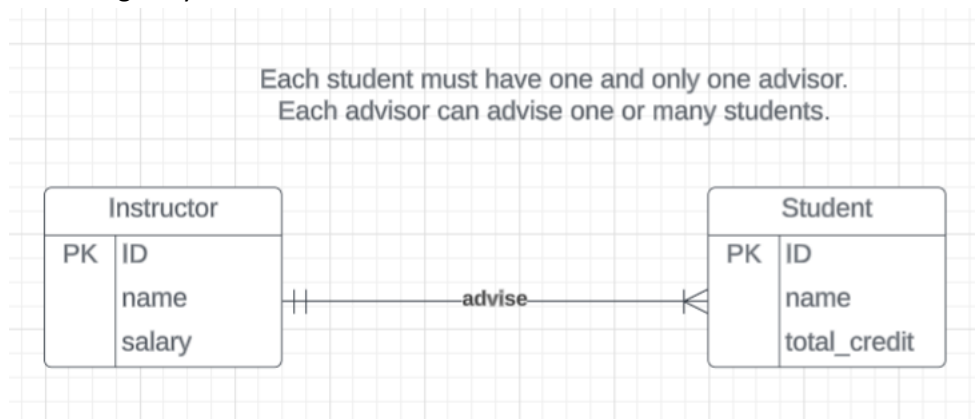 Each student must have one and only one advisor.
Each advisor can advise one or many students.
Instructor
PK ID
name
salary
advise
Student
PK ID
name
total_credit